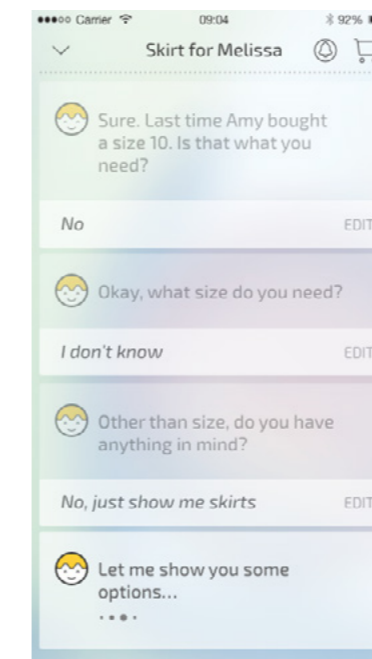 Carrier 09:04 92%
Skirt for Melissa
Sure. Last time Amy bought
a size 10. Is that what you
need?
No EDIT
Okay, what size do you need?
I don't know EDIT
Other than size, do you have
anything in mind?
No, just show me skirts EDIT
Let me show you some
options...